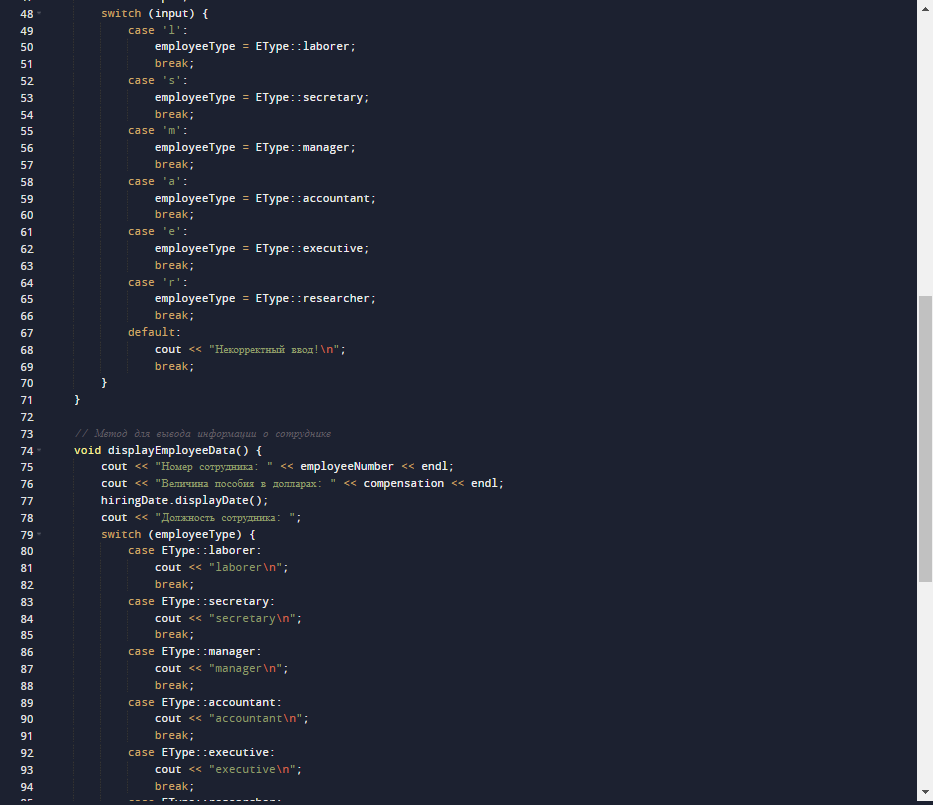 48 switch (input) {
49 case 'l':
50 employeeType = EType::laborer;
51 break;
52 case 's':
53 employeeType = EType::secretary;
54 break;
55 case 'm':
56 employeeType = EType::manager;
57 break;
58 case 'a':
59 employeeType = EType::accountant;
60 break;
61 case 'e':
62 employeeType = EType::executive;
63 break;
64 case 'r':
65 employeeType = EType::researcher;
66 break;
67 default:
68 cout << "Некорректный ввод!\n";
69 break;
70 }
71 }
72
73 // Метод для вывода информации о сотруднике
74 void displayEmployeeData() {
75 cout << "Номер сотрудника: " << employeeNumber << endl;
76 cout << "Величина пособия в долларах: " << compensation << endl;
77 hiringDate.displayDate();
78 cout << "Должность сотрудника: ";
79 switch (employeeType) {
80 case EType::laborer:
81 cout << "laborer\n";
82 break;
83 case EType::secretary:
84 cout << "secretary\n";
85 break;
86 case EType::manager:
87 cout << "manager\n";
88 break;
89 case EType::accountant:
90 cout << "accountant\n";
91 break;
92 case EType::executive:
93 cout << "executive\n";
94 break;
95 case EType::researcher: